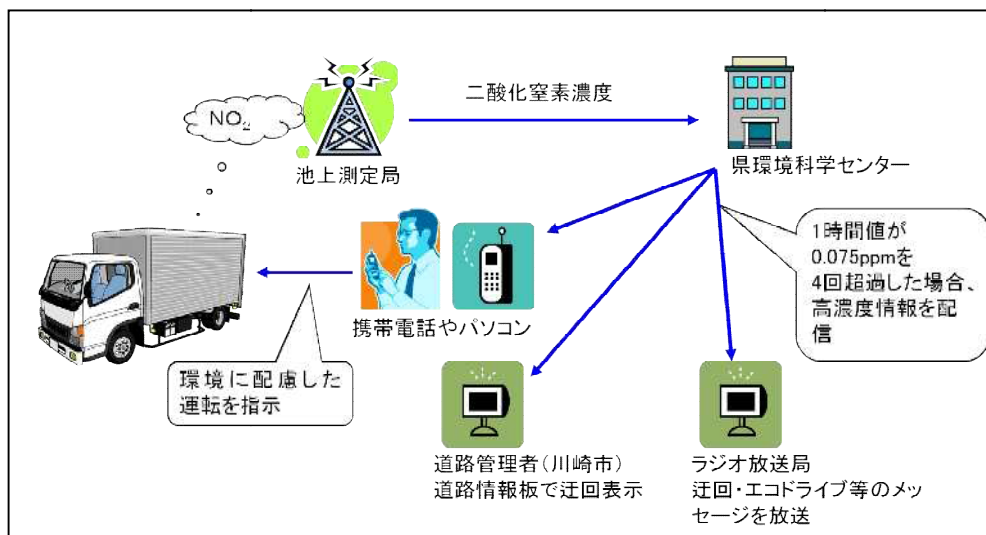 NO₂
二酸化窒素濃度
池上測定局
県環境科学センター
1時間値が
0.075ppmを
4回超過した場合、
高濃度情報を配
信
携帯電話やパソコン
環境に配慮した
運転を指示
道路管理者（川崎市）
道路情報板で迂回表示
ラジオ放送局
迂回・エコドライブ等のメッ
セージを放送